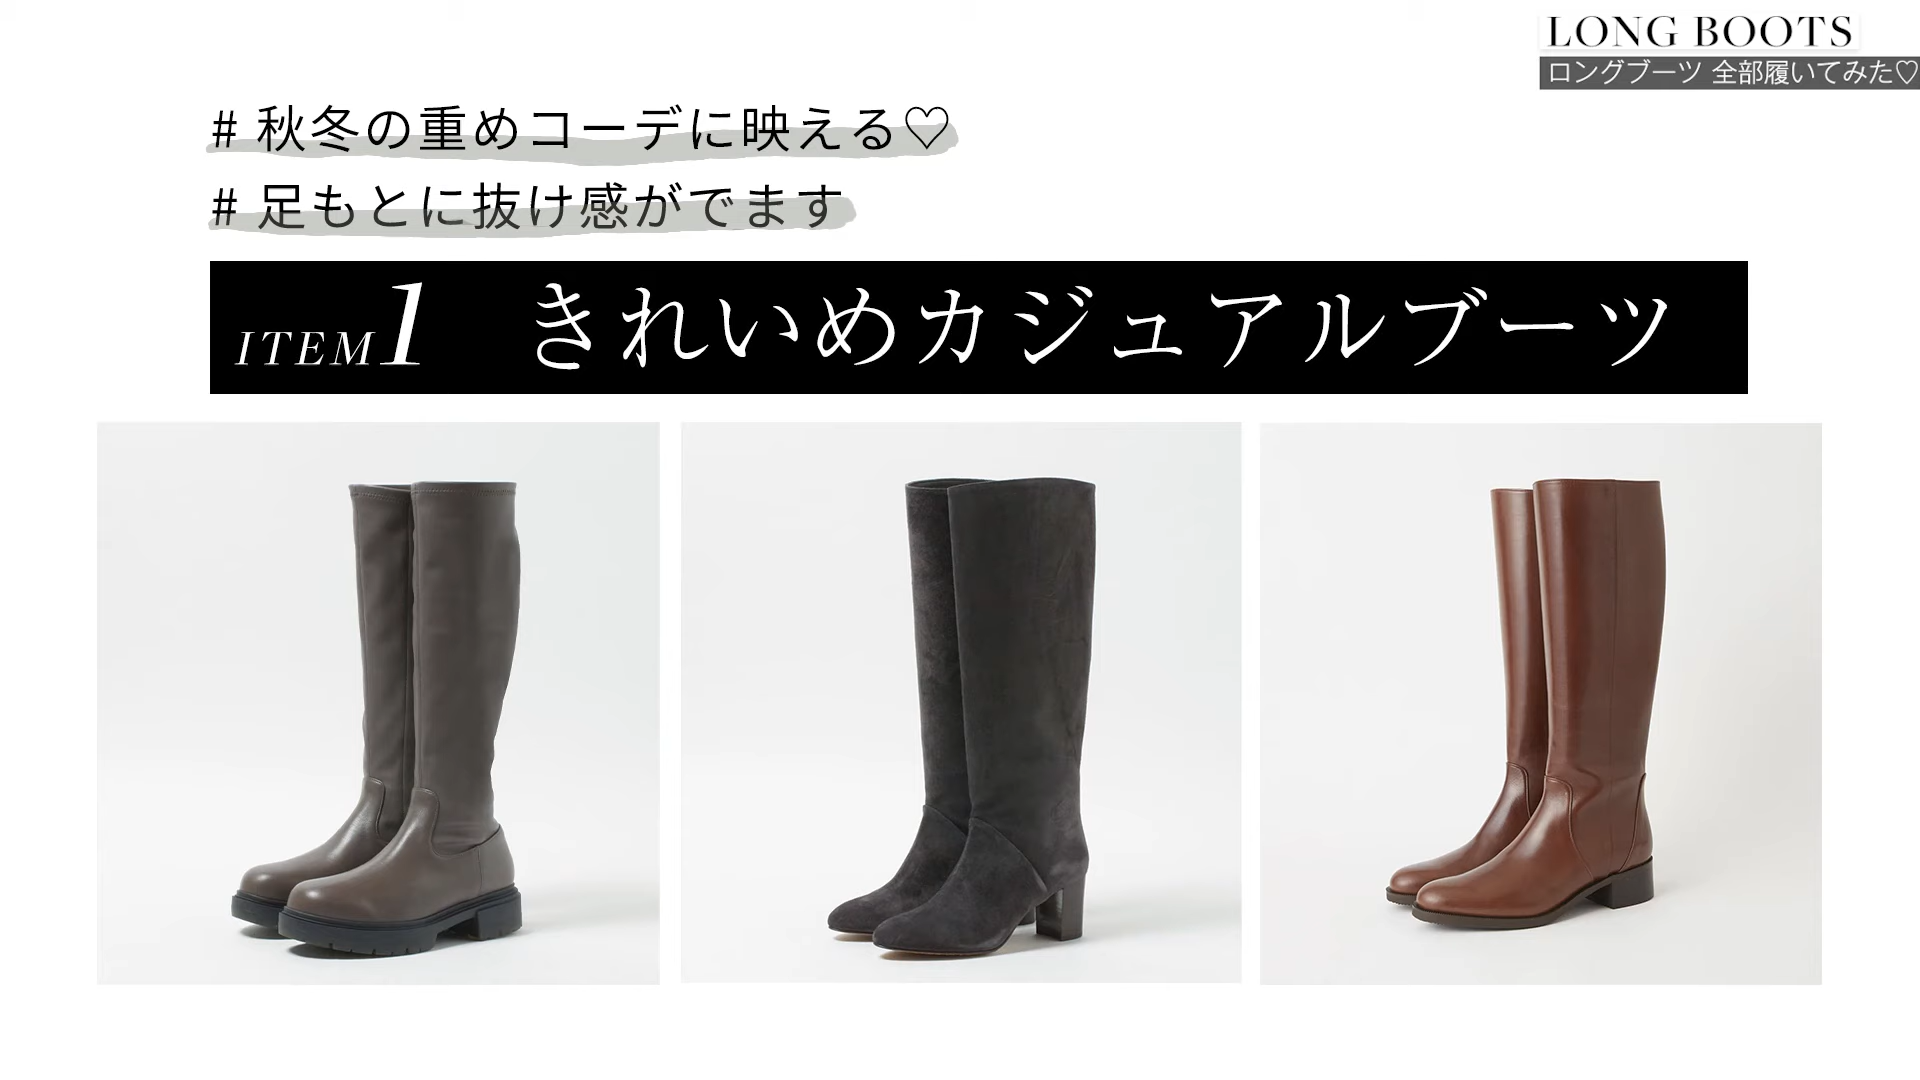 LONG BOOTS
ロングブーツ 全部履いてみた♡
# 秋冬の重めコーデに映える♡
# 足もとに抜け感がでます
ITEM1 きれいめカジュアルブーツ